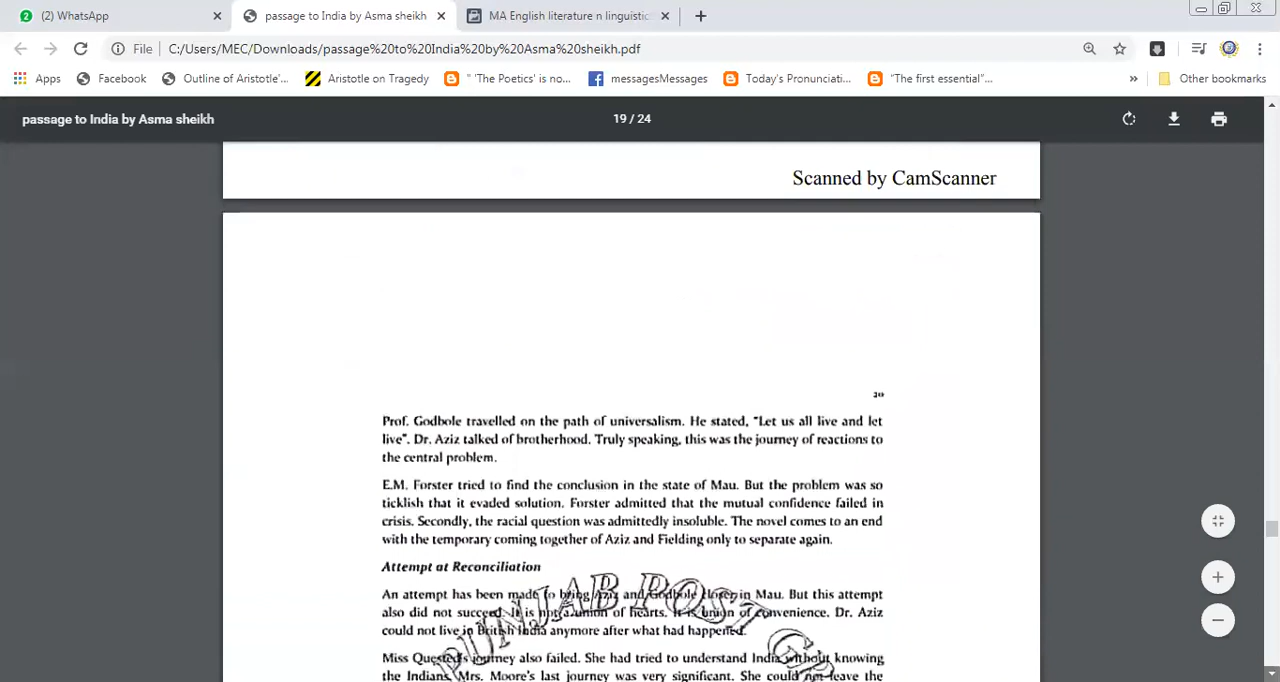 (2) WhatsApp
passage to India by Asma sheikh
MA English literature n linguistic
File
C:/Users/MEC/Downloads/passage%20to%20India%20by%20Asma%20sheikh.pdf
Apps
Facebook
Outline of Aristotle'...
Aristotle on Tragedy
" 'The Poetics' is no...
messagesMessages
Today's Pronunciati...
"The first essential"...
»
Other bookmarks
passage to India by Asma sheikh
19 / 24
Scanned by CamScanner
Prof. Godbole travelled on the path of universalism. He stated, "Let us all live and let
live". Dr. Aziz talked of brotherhood. Truly speaking, this was the journey of reactions to
the central problem.
E.M. Forster tried to find the conclusion in the state of Mau. But the problem was so
ticklish that it evaded solution. Forster admitted that the mutual confidence failed in
crisis. Secondly, the racial question was admittedly insoluble. The novel comes to an end
with the temporary coming together of Aziz and Fielding only to separate again.
Attempt at Reconciliation
An attempt has been made to bring Aziz and Godbole closer in Mau. But this attempt
also did not succeed. It is not a union of hearts. It is union of convenience. Dr. Aziz
could not live in British India anymore after what had happened.
Miss Quested's journey also failed. She had tried to understand India without knowing
the Indians. Mrs. Moore's last journey was very significant. She could not leave the
PUNJAB POST GR